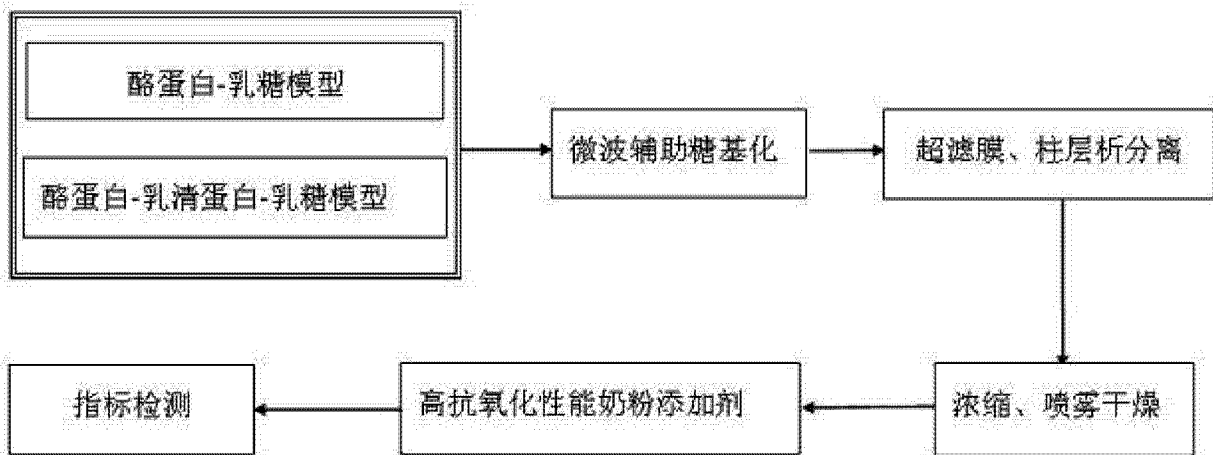 酪蛋白-乳糖模型
酪蛋白-乳清蛋白-乳糖模型
微波辅助糖基化
超滤膜、柱层析分离
浓缩、喷雾干燥
高抗氧化性能奶粉添加剂
指标检测